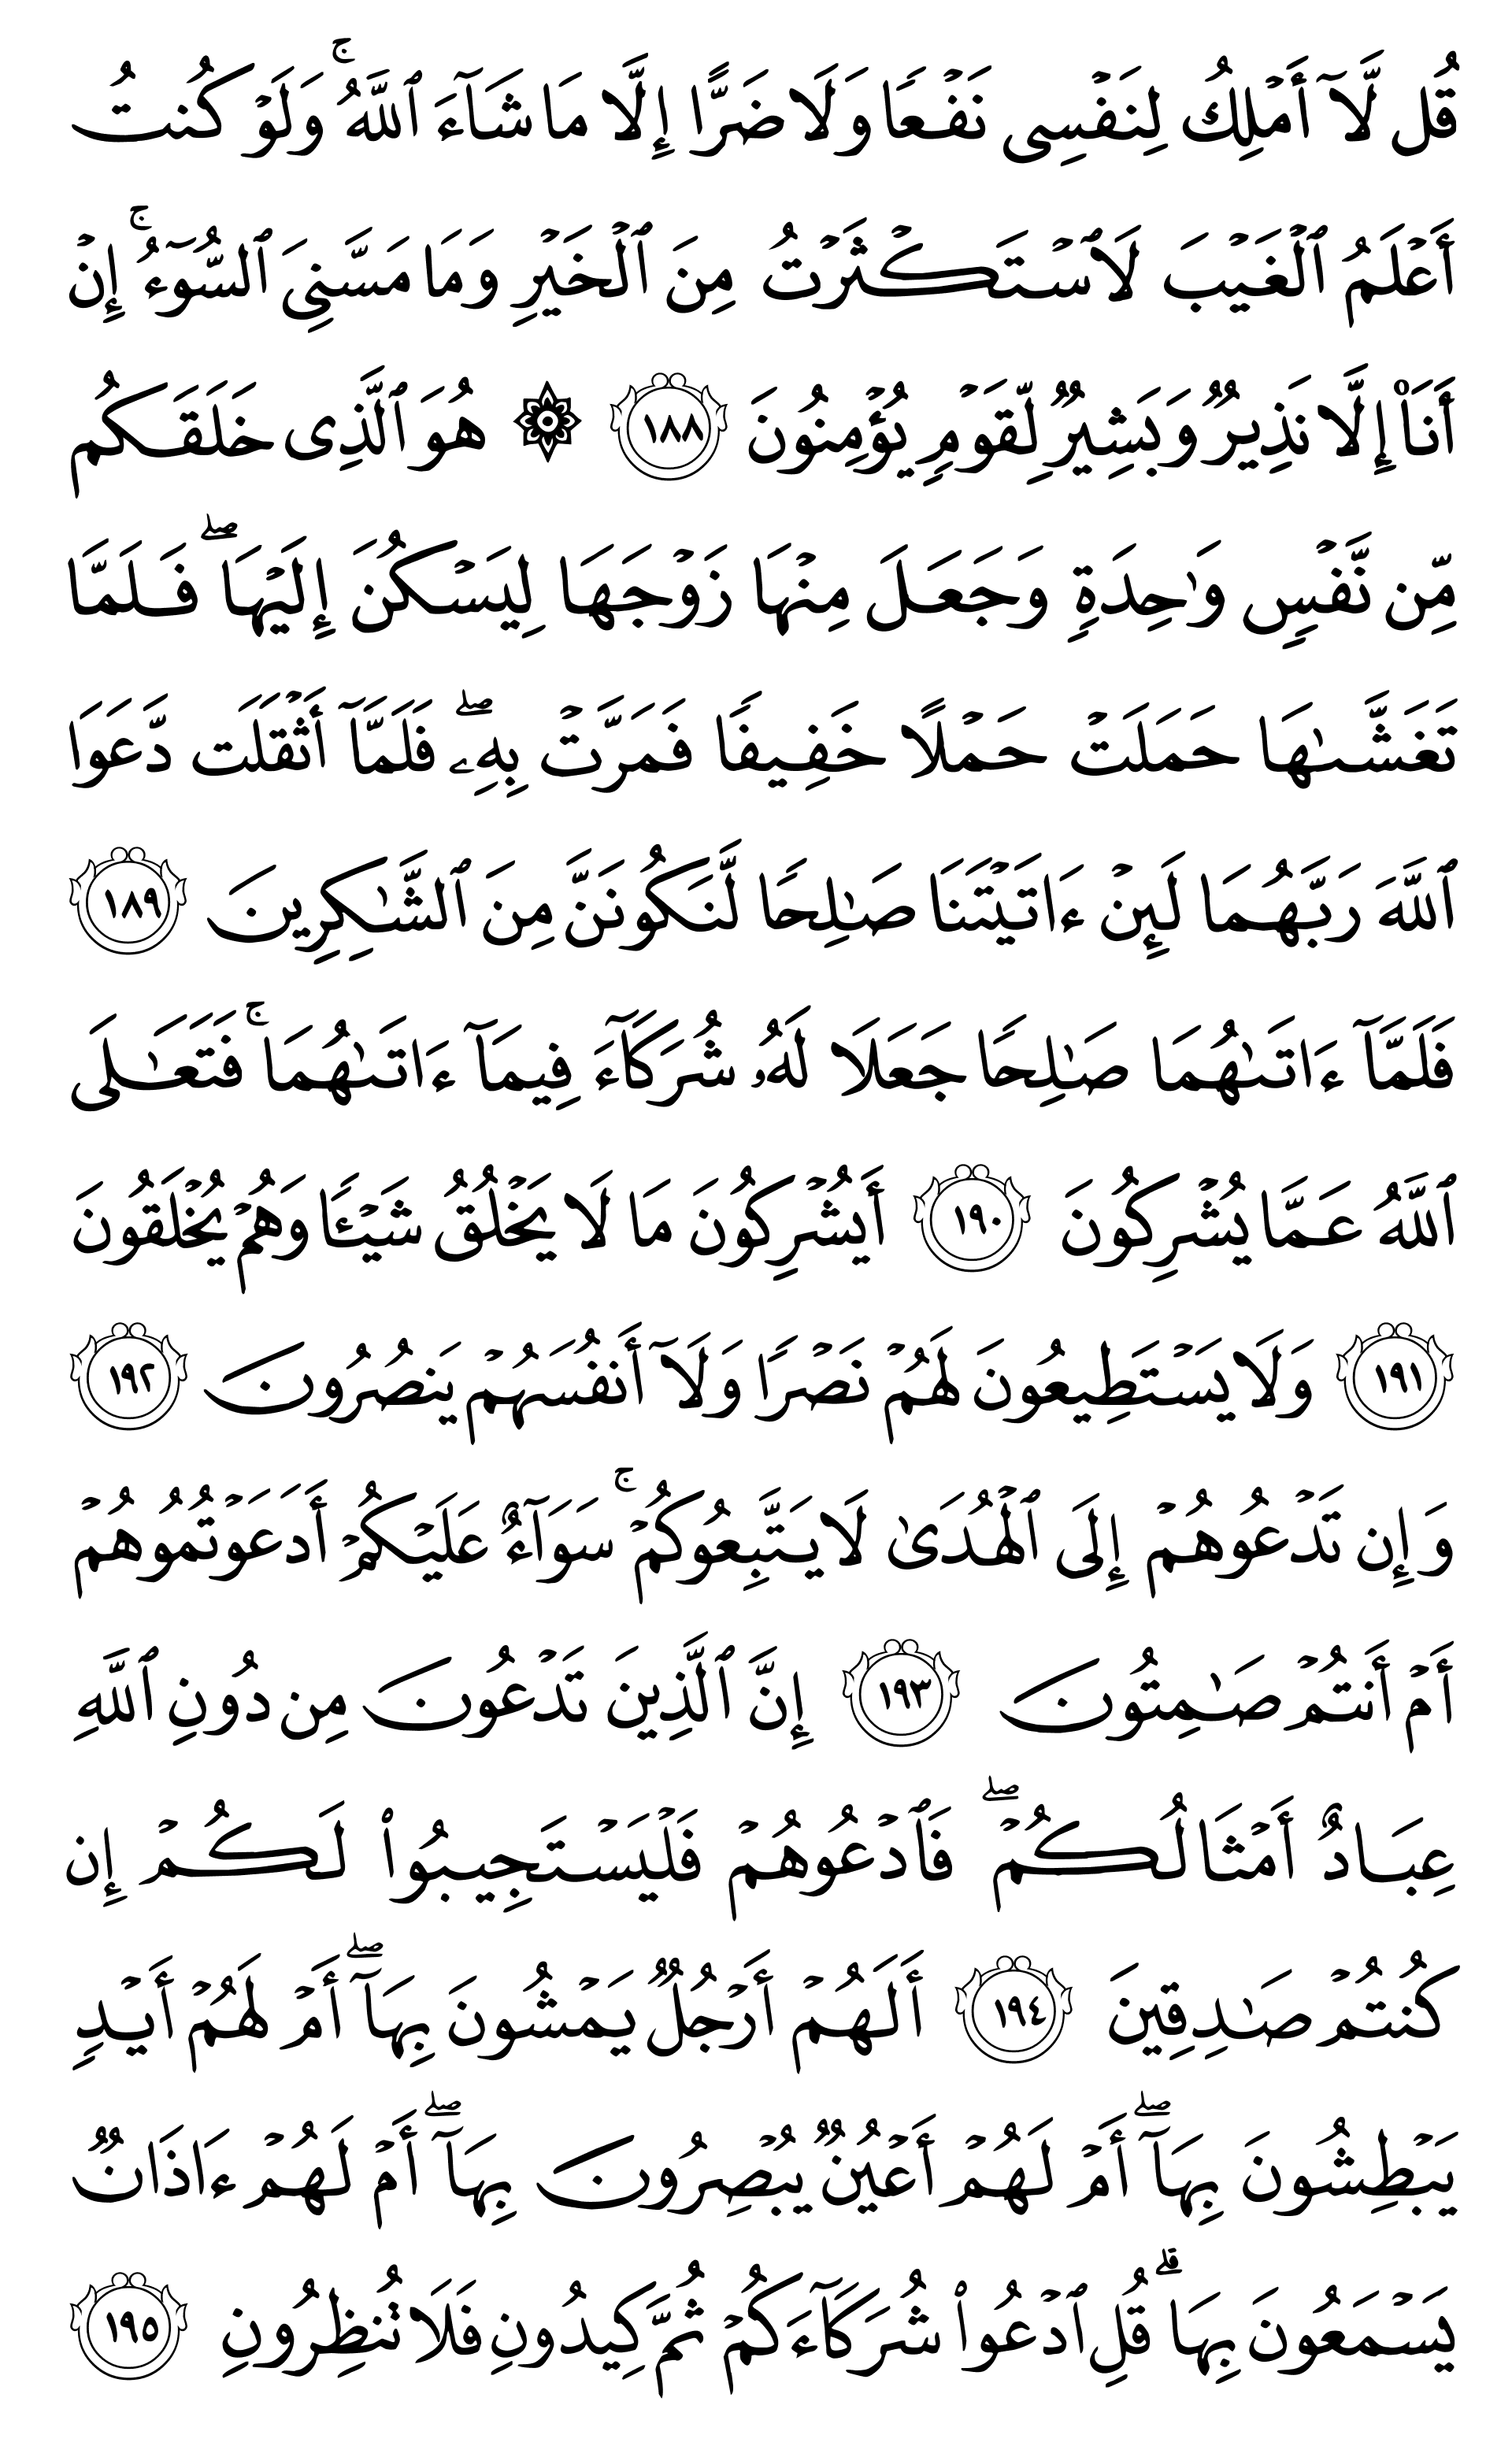 قُل لَّآ أَمۡلِكُ لِنَفۡسِي نَفۡعٗا وَلَا ضَرًّا إِلَّا مَا شَآءَ ٱللَّهُۚ وَلَوۡ كُنتُ
أَعۡلَمُ ٱلۡغَيۡبَ لَٱسۡتَكۡثَرۡتُ مِنَ ٱلۡخَيۡرِ وَمَا مَسَّنِيَ ٱلسُّوٓءُۚ إِنۡ
أَنَا۠ إِلَّا نَذِيرٞ وَبَشِيرٞ لِّقَوۡمٖ يُؤۡمِنُونَ ١٨٨ ۞ هُوَ ٱلَّذِي خَلَقَكُم
مِّن نَّفۡسٖ وَٰحِدَةٖ وَجَعَلَ مِنۡهَا زَوۡجَهَا لِيَسۡكُنَ إِلَيۡهَاۖ فَلَمَّا
تَغَشَّىٰهَا حَمَلَتۡ حَمۡلًا خَفِيفٗا فَمَرَّتۡ بِهِۦۖ فَلَمَّآ أَثۡقَلَت دَّعَوَا
ٱللَّهَ رَبَّهُمَا لَئِنۡ ءَاتَيۡتَنَا صَٰلِحٗا لَّنَكُونَنَّ مِنَ ٱلشَّٰكِرِينَ ١٨٩
فَلَمَّآ ءَاتَىٰهُمَا صَٰلِحٗا جَعَلَا لَهُۥ شُرَكَآءَ فِيمَآ ءَاتَىٰهُمَاۚ فَتَعَٰلَى
ٱللَّهُ عَمَّا يُشۡرِكُونَ ١٩٠ أَيُشۡرِكُونَ مَا لَا يَخۡلُقُ شَيۡـٔٗا وَهُمۡ يُخۡلَقُونَ
١٩١ وَلَا يَسۡتَطِيعُونَ لَهُمۡ نَصۡرٗا وَلَآ أَنفُسَهُمۡ يَنصُرُونَ ١٩٢
وَإِن تَدۡعُوهُمۡ إِلَى ٱلۡهُدَىٰ لَا يَتَّبِعُوكُمۡۚ سَوَآءٌ عَلَيۡكُمۡ أَدَعَوۡتُمُوهُمۡ
أَمۡ أَنتُمۡ صَٰمِتُونَ ١٩٣ إِنَّ ٱلَّذِينَ تَدۡعُونَ مِن دُونِ ٱللَّهِ
عِبَادٌ أَمۡثَالُكُمۡۖ فَٱدۡعُوهُمۡ فَلۡيَسۡتَجِيبُواْ لَكُمۡ إِن
كُنتُمۡ صَٰدِقِينَ ١٩٤ أَلَهُمۡ أَرۡجُلٞ يَمۡشُونَ بِهَآۖ أَمۡ لَهُمۡ أَيۡدٖ
يَبۡطِشُونَ بِهَآۖ أَمۡ لَهُمۡ أَعۡيُنٞ يُبۡصِرُونَ بِهَآۖ أَمۡ لَهُمۡ ءَاذَانٞ
يَسۡمَعُونَ بِهَاۗ قُلِ ٱدۡعُواْ شُرَكَآءَكُمۡ ثُمَّ كِيدُونِ فَلَا تُنظِرُونِ ١٩٥